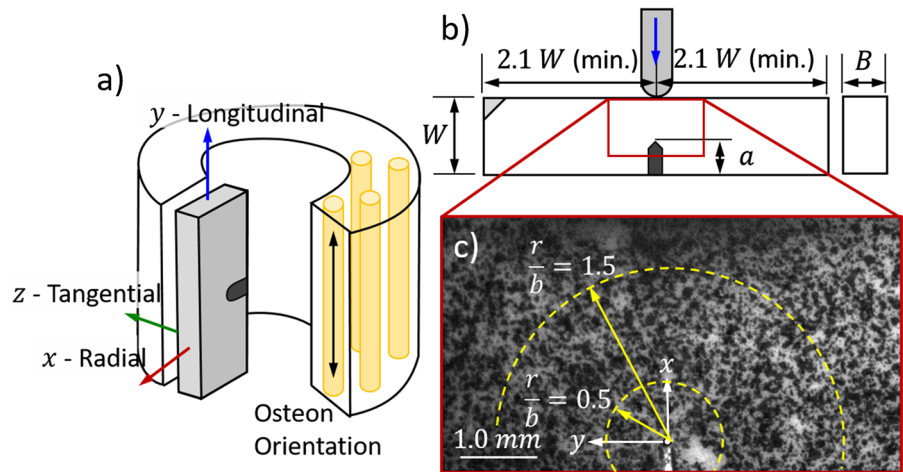 a)
y - Longitudinal
z - Tangential
x - Radial
Osteon
Orientation
b)
2.1 W (min.)
2.1 W (min.)
B
W
a
c)
r
b
= 1.5
r
b
= 0.5
x
y
1.0 mm